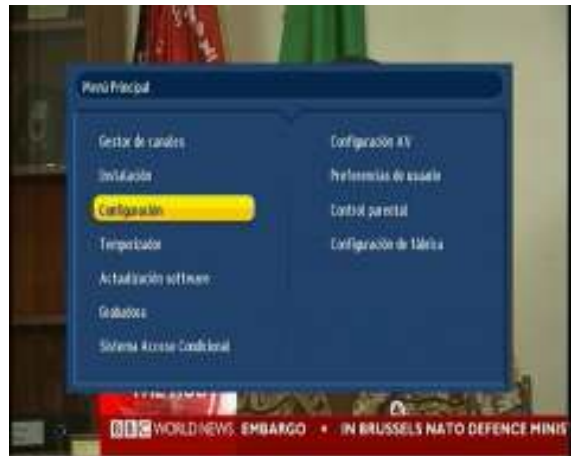 Menú Principal
Gestor de canales
Instalación
Configuración
Temporizador
Actualización software
Grabadora
Sistema Acceso Condicional
Configuración A/V
Preferencias de usuario
Control parental
Configuración de fábrica
BBC WORLD NEWS EMBARGO • IN BRUSSELS NATO DEFENCE MINIS